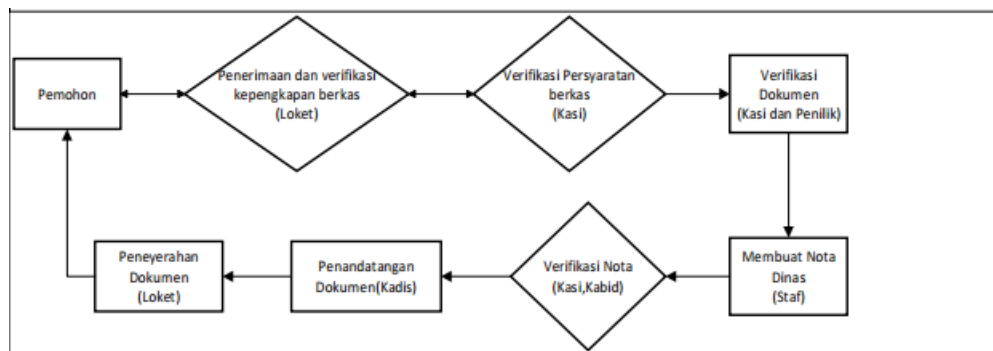 Pemohon
Penerimaan dan verifikasi
kepengkapan berkas
(Loket)
Verifikasi Persyaratan
berkas
(Kasi)
Verifikasi
Dokumen
(Kasi dan Penilik)
Peneyerahan
Dokumen
(Loket)
Penandatangan
Dokumen(Kadis)
Verifikasi Nota
(Kasi,Kabid)
Membuat Nota
Dinas
(Staf)